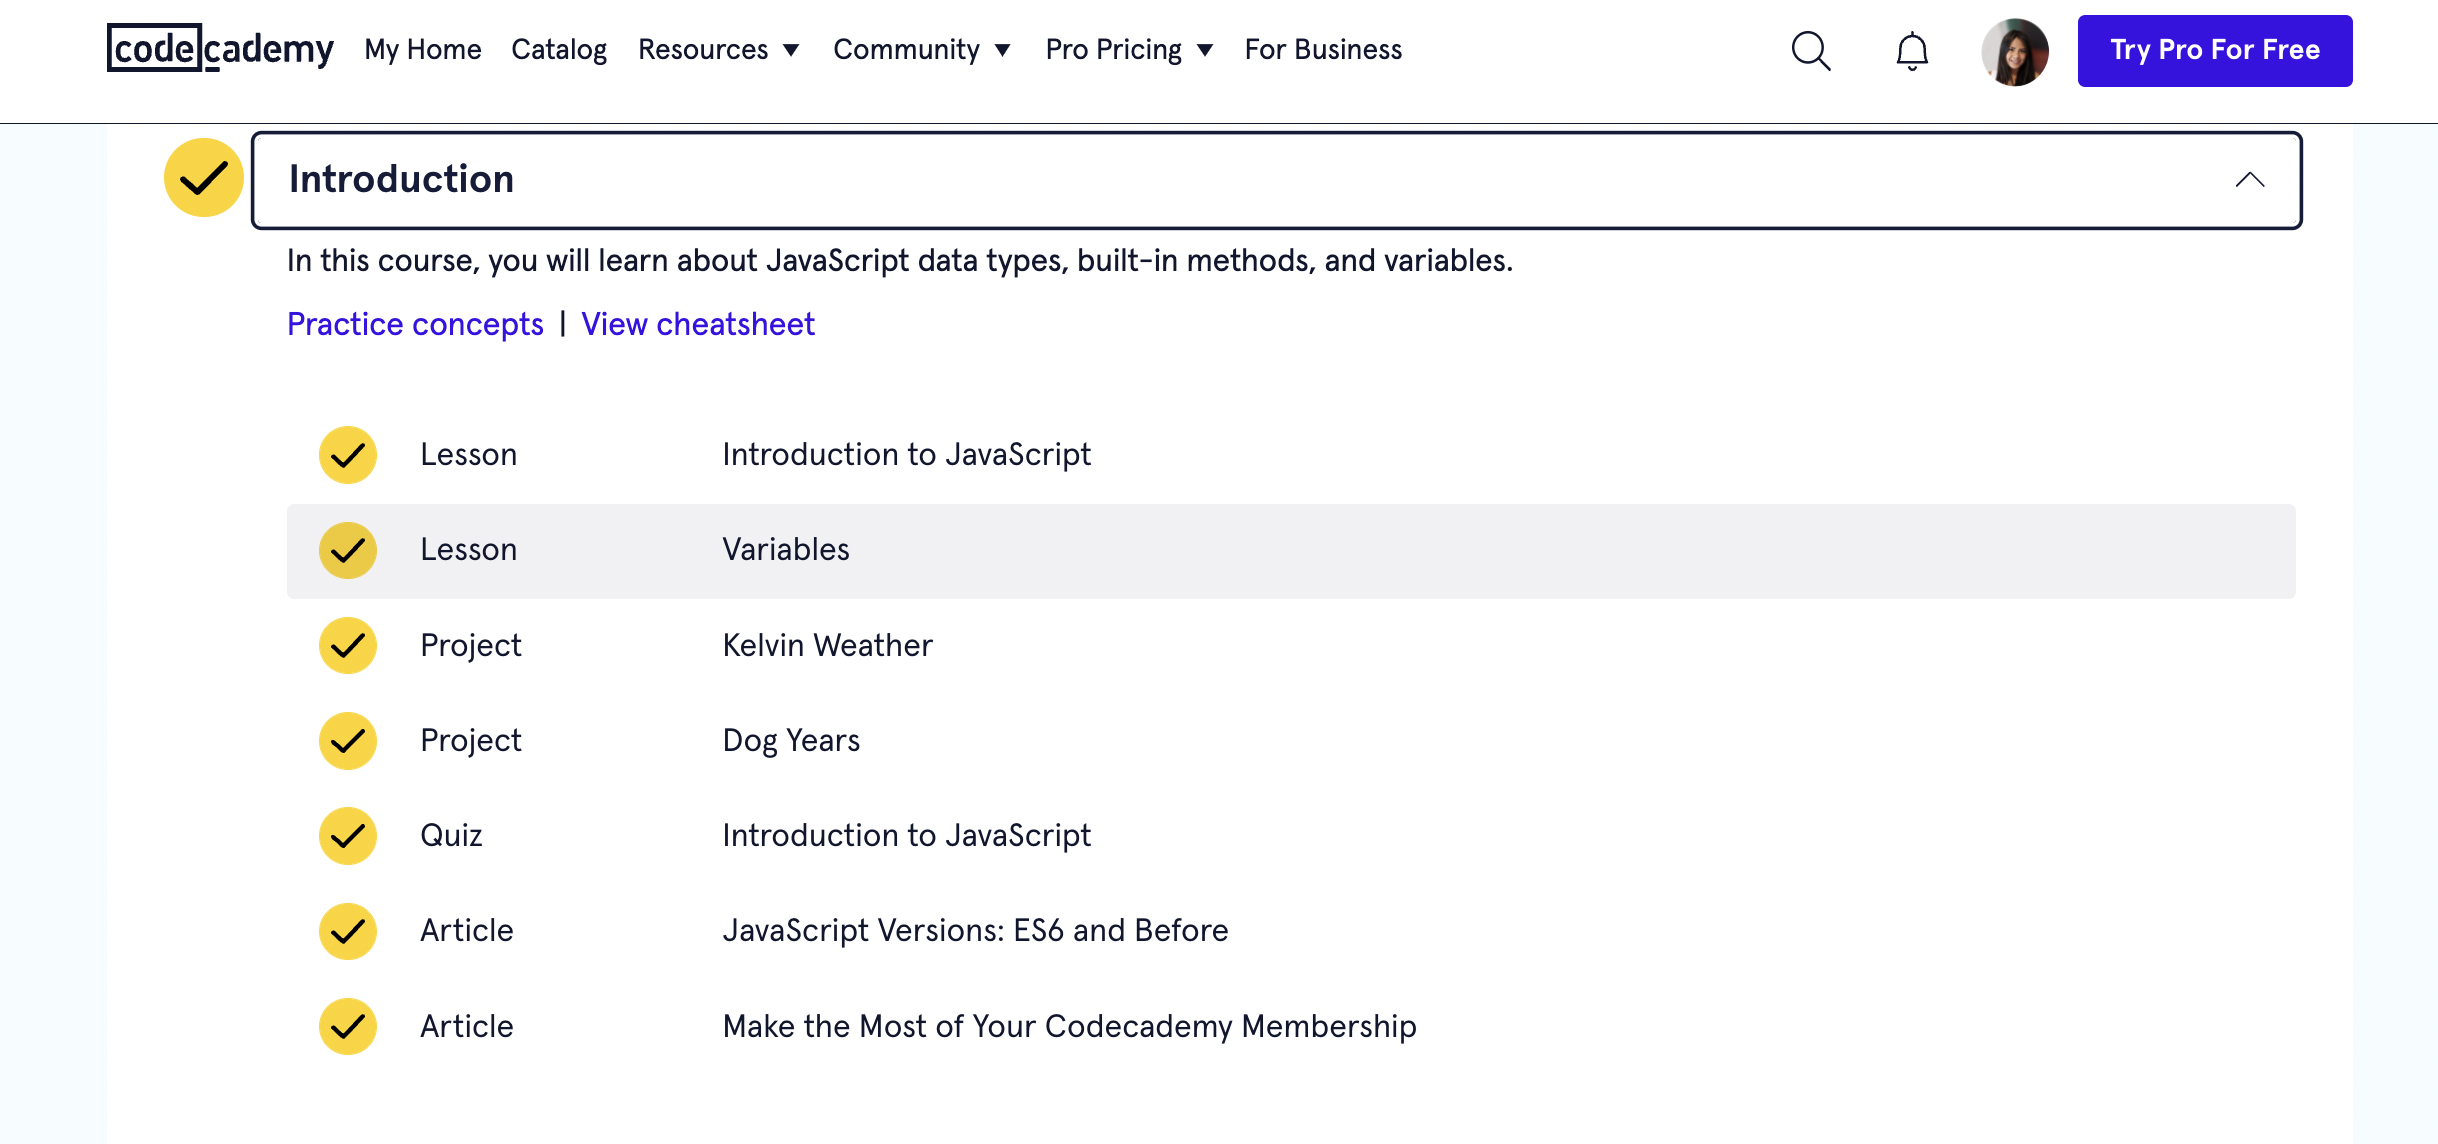 codecademy My Home Catalog Resources Community Pro Pricing For Business Try Pro For Free
Introduction
In this course, you will learn about JavaScript data types, built-in methods, and variables.
Practice concepts | View cheatsheet
Lesson Introduction to JavaScript
Lesson Variables
Project Kelvin Weather
Project Dog Years
Quiz Introduction to JavaScript
Article JavaScript Versions: ES6 and Before
Article Make the Most of Your Codecademy Membership